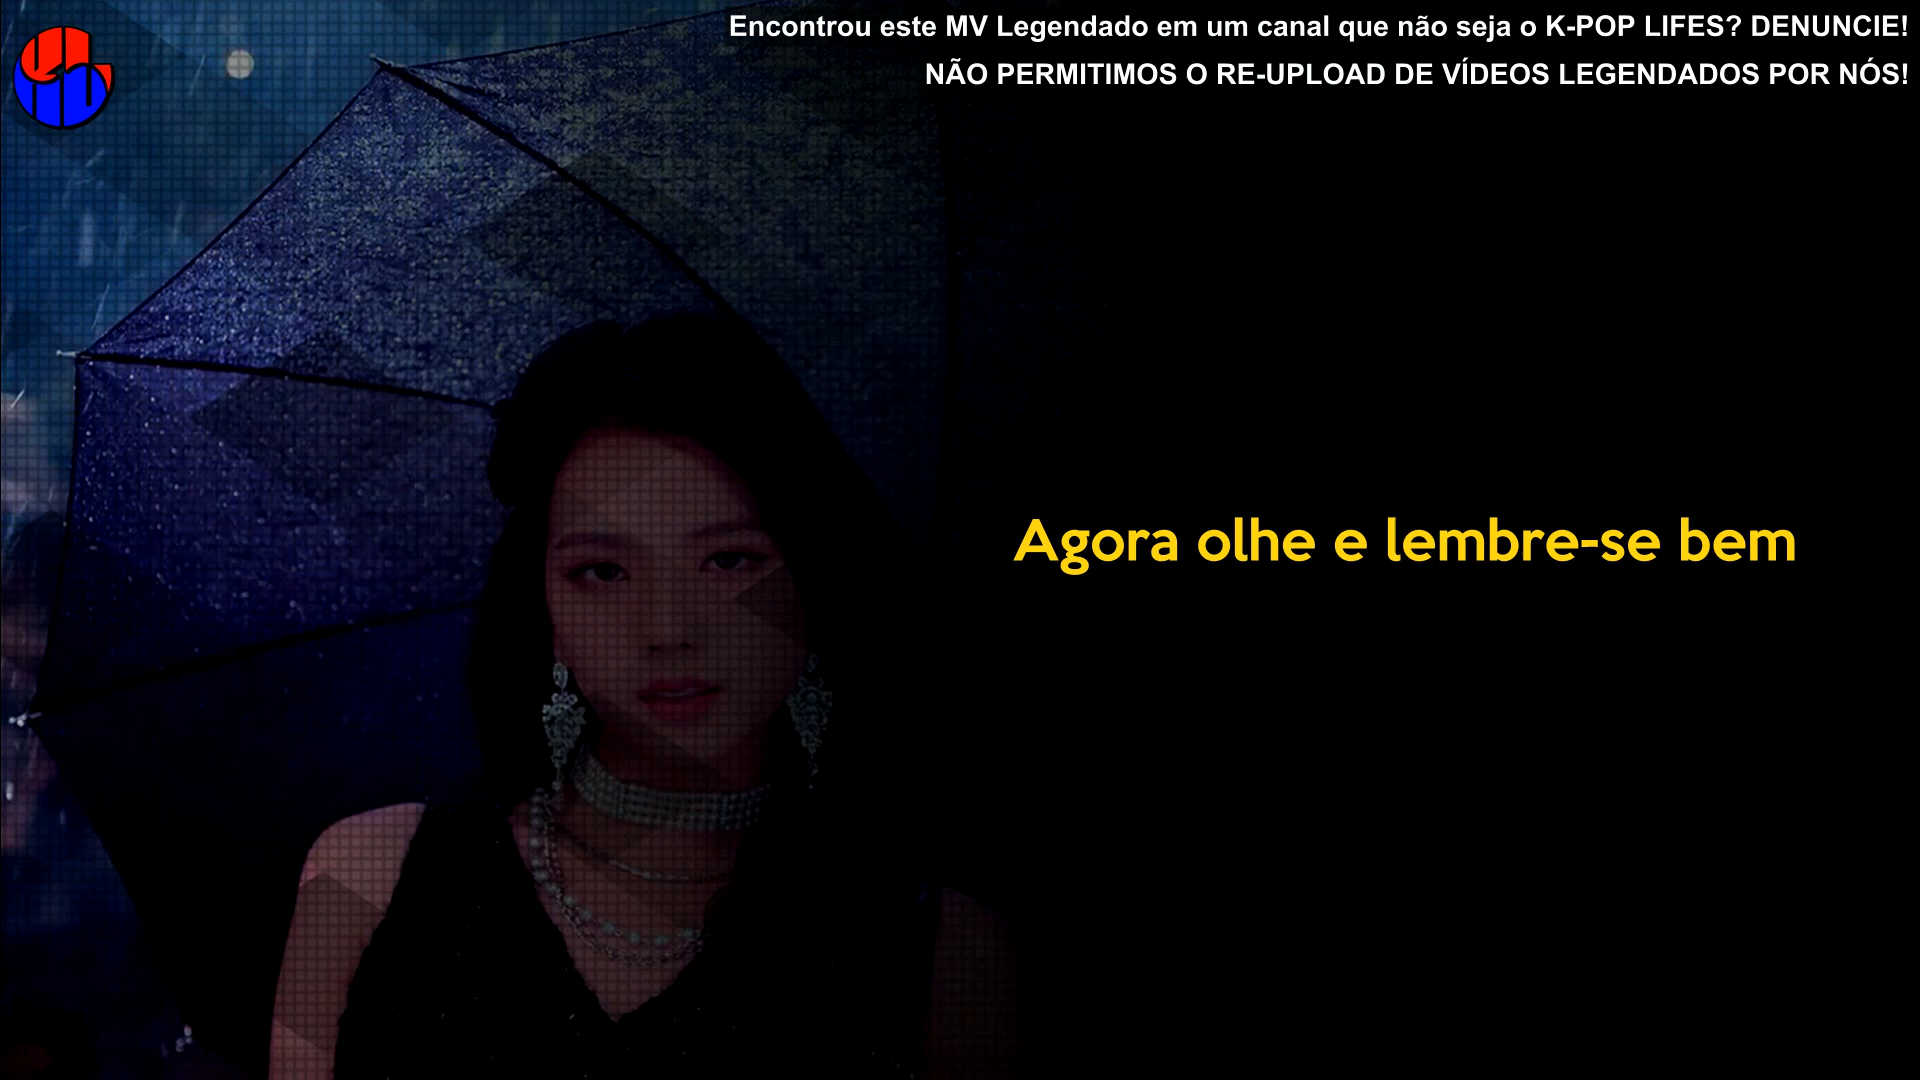 Encontrou este MV Legendado em um canal que não seja o K-POP LIFES? DENUNCIE!
NÃO PERMITIMOS O RE-UPLOAD DE VÍDEOS LEGENDADOS POR NÓS!
Agora olhe e lembre-se bem